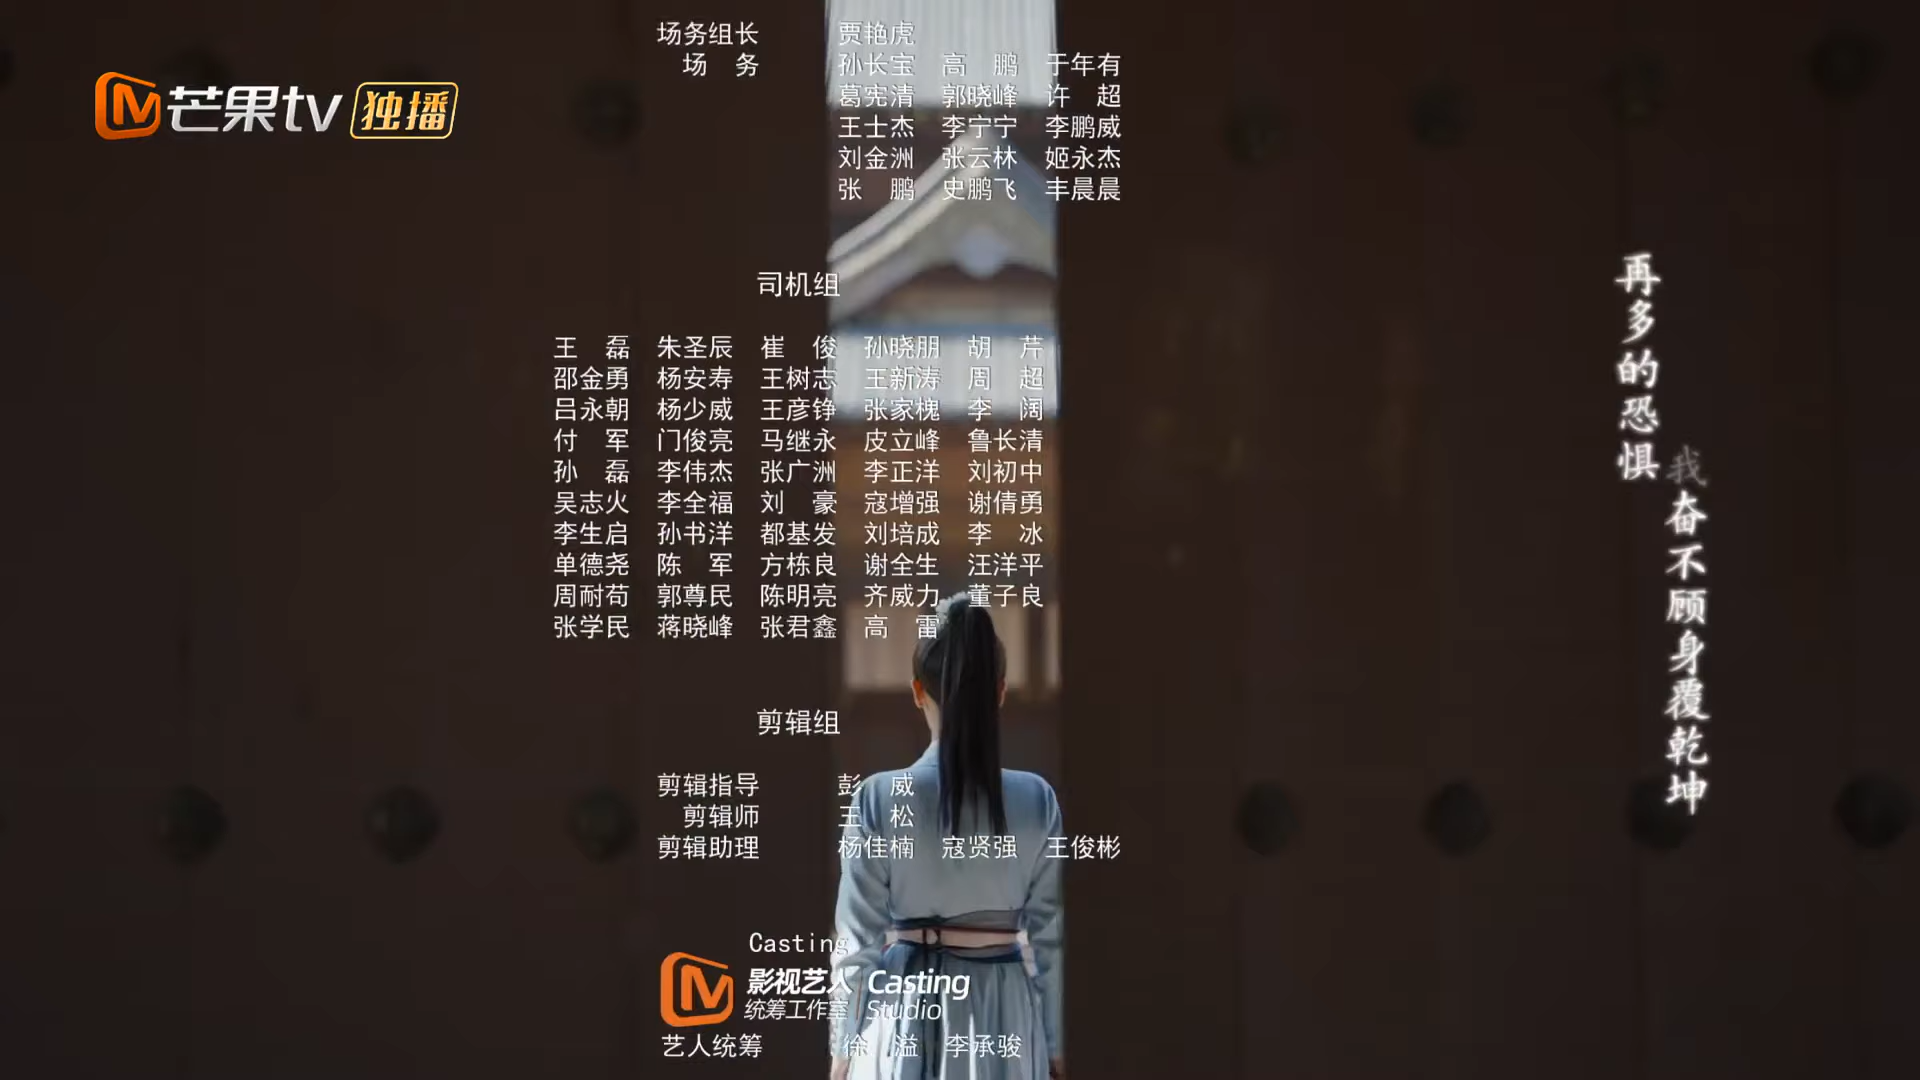 芒果tv 独播
场务组长 贾艳虎
场 务 孙长宝 高 鹏 于年有
葛宪清 郭晓峰 许 超
王士杰 李宁宁 李鹏威
刘金洲 张云林 姬永杰
张 鹏 史鹏飞 丰晨晨
司机组
王 磊 朱圣辰 崔 俊 孙晓朋 胡 芹
邵金勇 杨安寿 王树志 王新涛 周 超
吕永朝 杨少威 王彦铮 张家槐 李 阔
付 军 门俊亮 马继永 皮立峰 鲁长清
孙 磊 李伟杰 张广洲 李正洋 刘初中
吴志火 李全福 刘 豪 寇增强 谢倩勇
李生启 孙书洋 都基发 刘培成 李 冰
单德尧 陈 军 方栋良 谢全生 汪洋平
周耐苟 郭尊民 陈明亮 齐威力 董子良
张学民 蒋晓峰 张君鑫 高 雷
剪辑组
剪辑指导 彭 威
剪辑师 王 松
剪辑助理 杨佳楠 寇贤强 王俊彬
Casting
影视艺人 Casting
统筹工作室 Studio
艺人统筹 徐 溢 李承骏
再多的恐惧
我奋不顾身覆乾坤